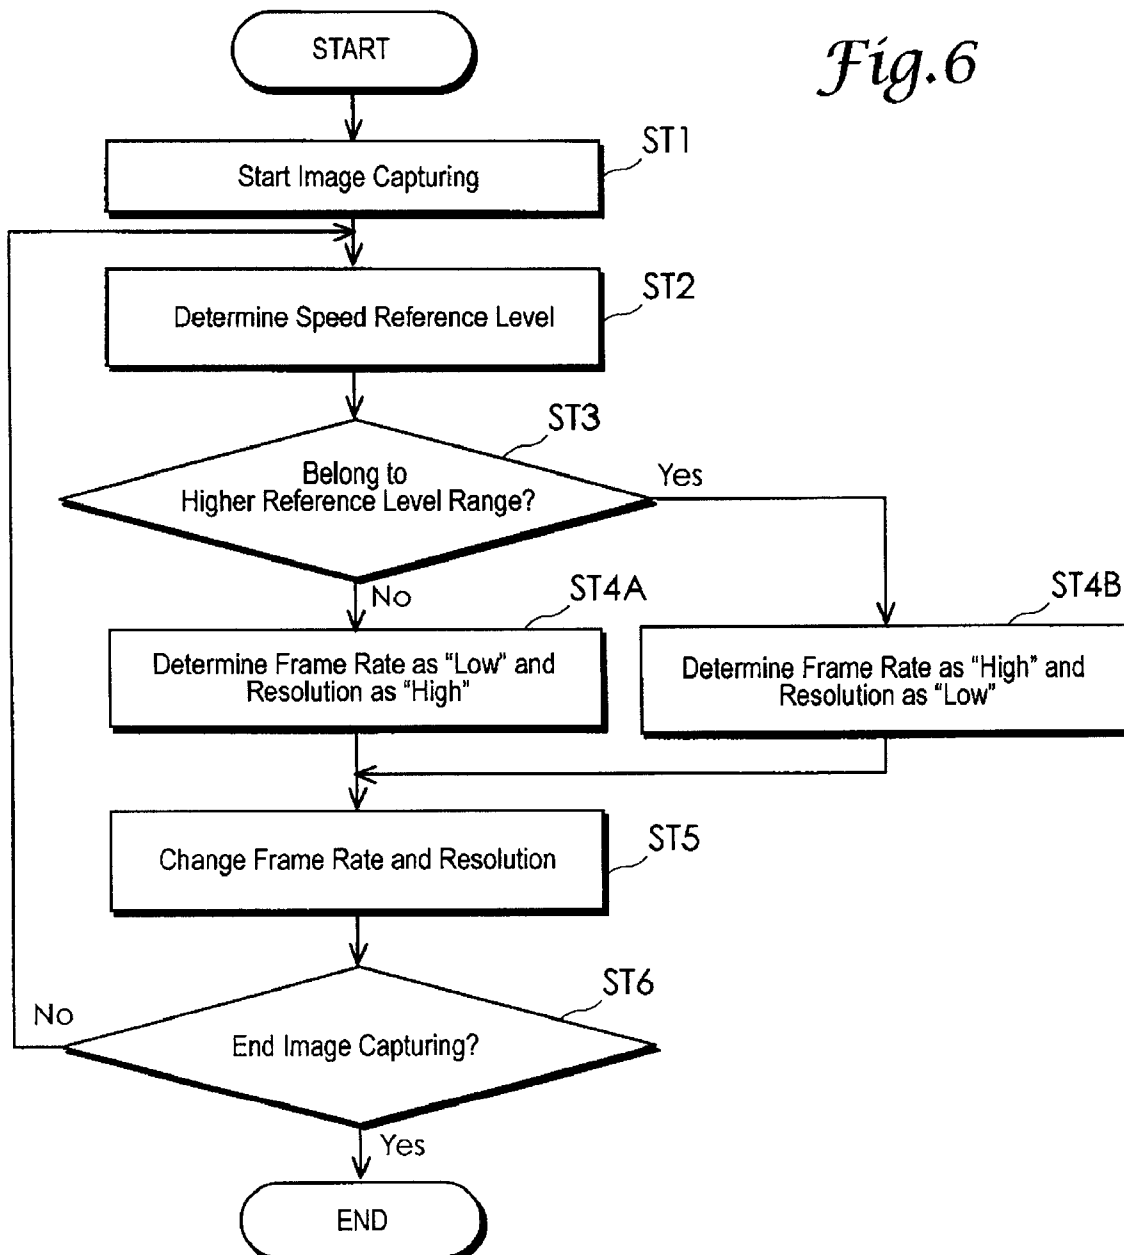 START
Fig.6
ST1
Start Image Capturing
ST2
Determine Speed Reference Level
ST3
Belong to
Higher Reference Level Range?
Yes
No
ST4A
Determine Frame Rate as “Low” and
Resolution as “High”
ST4B
Determine Frame Rate as “High” and
Resolution as “Low”
ST5
Change Frame Rate and Resolution
ST6
No
End Image Capturing?
Yes
END